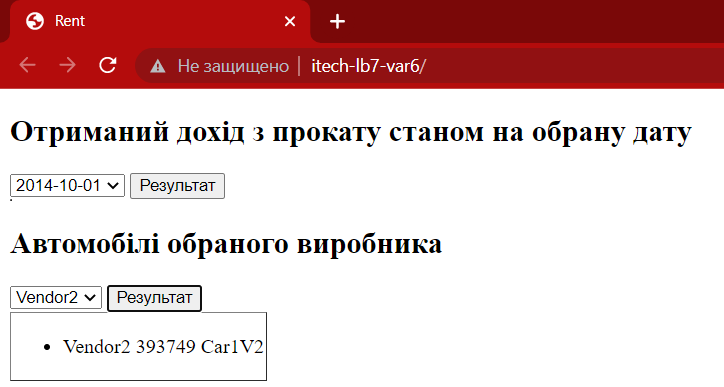 Rent
Не защищено | itech-lb7-var6/
Отриманий дохід з прокату станом на обрану дату
2014-10-01 Результат
Автомобілі обраного виробника
Vendor2 Результат
• Vendor2 393749 Car1V2